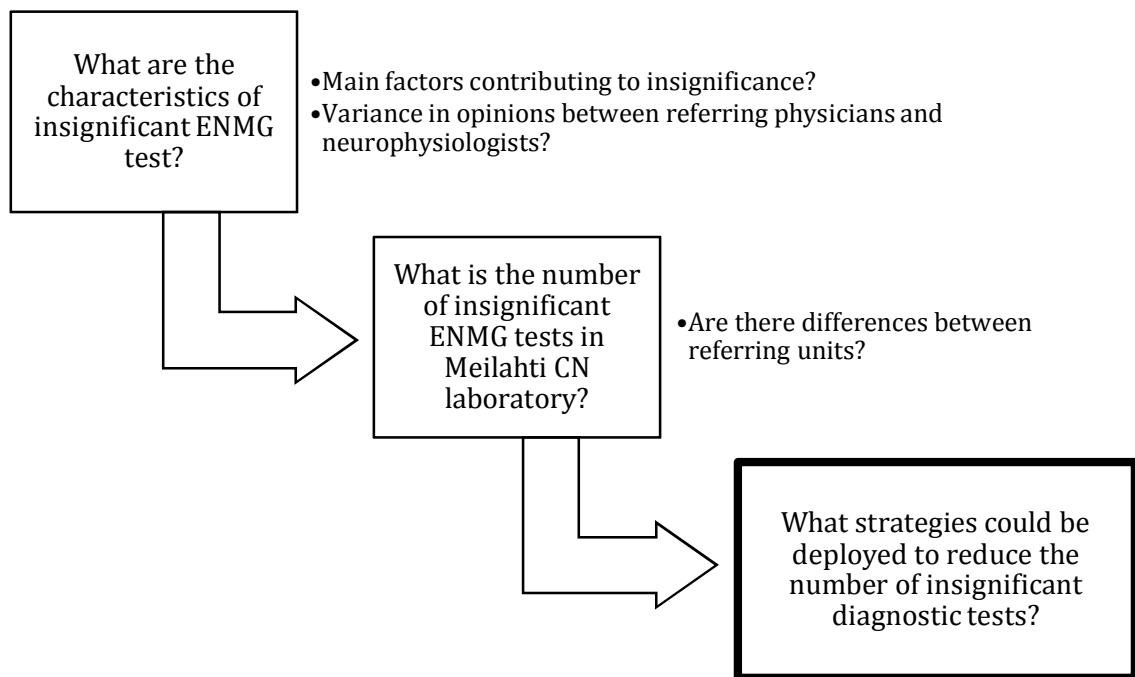 What are the
characteristics of
insignificant ENMG
test?
•Main factors contributing to insignificance?
•Variance in opinions between referring physicians and
neurophysiologists?
What is the number
of insignificant
ENMG tests in
Meilahti CN
laboratory?
•Are there differences between
referring units?
What strategies could be
deployed to reduce the
number of insignificant
diagnostic tests?